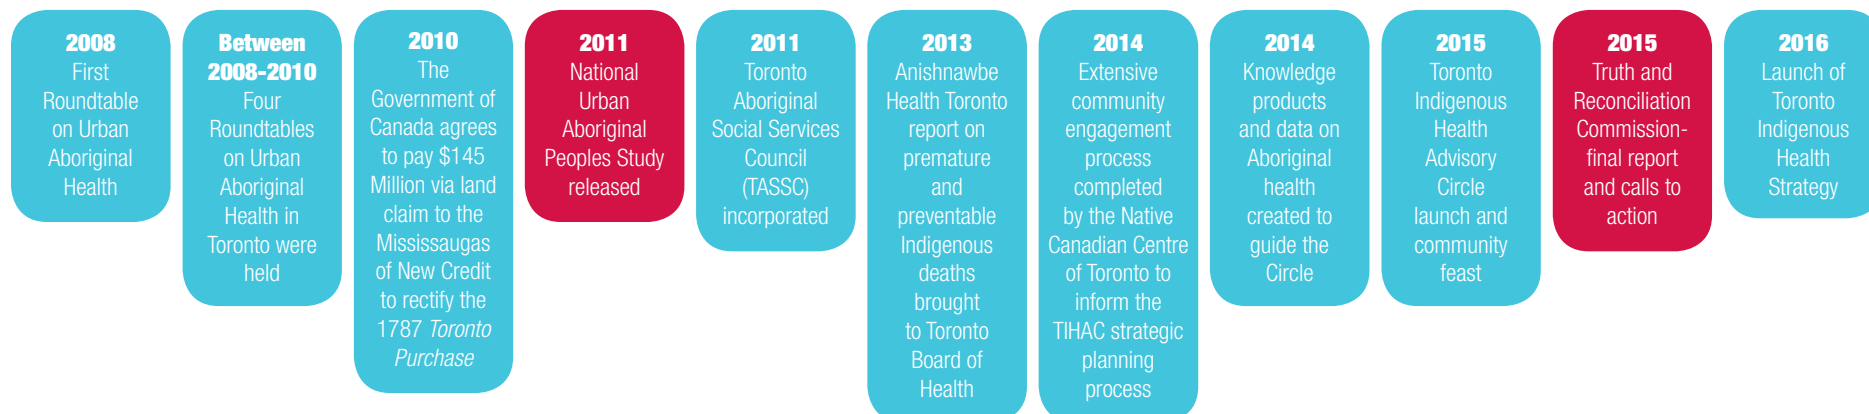 2008
First
Roundtable
on Urban
Aboriginal
Health
Between
2008-2010
Four
Roundtables
on Urban
Aboriginal
Health in
Toronto were
held
2010
The
Government of
Canada agrees
to pay $145
Million via land
claim to the
Mississaugas
of New Credit
to rectify the
1787 Toronto
Purchase
2011
National
Urban
Aboriginal
Peoples Study
released
2011
Toronto
Aboriginal
Social Services
Council
(TASSC)
incorporated
2013
Anishnawbe
Health Toronto
report on
premature
and
preventable
Indigenous
deaths
brought
to Toronto
Board of
Health
2014
Extensive
community
engagement
process
completed
by the Native
Canadian Centre
of Toronto to
inform the
TIHAC strategic
planning
process
2014
Knowledge
products
and data on
Aboriginal
health
created to
guide the
Circle
2015
Toronto
Indigenous
Health
Advisory
Circle
launch and
community
feast
2015
Truth and
Reconciliation
Commission-
final report
and calls to
action
2016
Launch of
Toronto
Indigenous
Health
Strategy